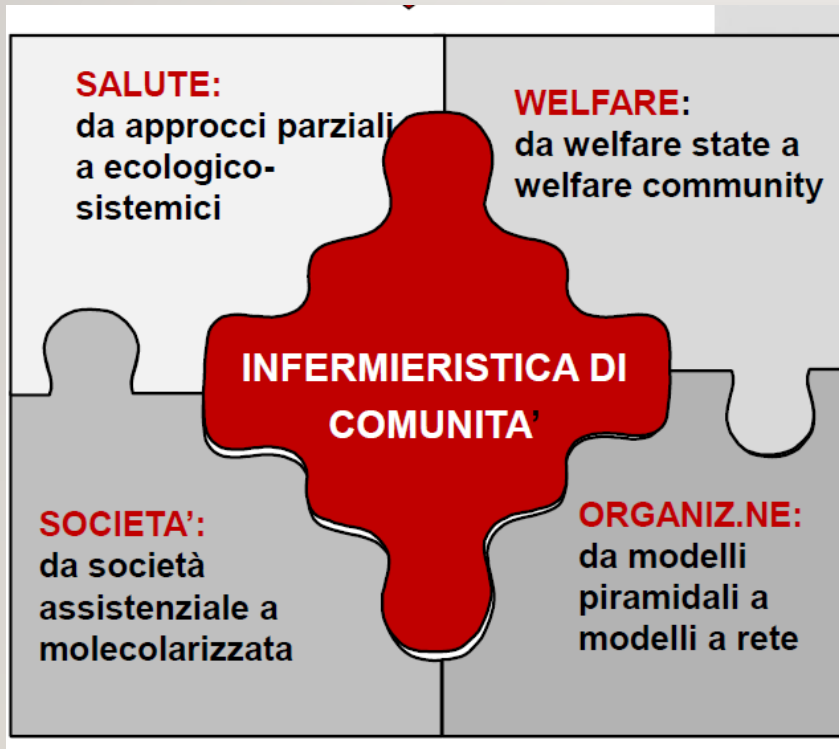 SALUTE:
da approcci parziali
a ecologico-
sistemici
WELFARE:
da welfare state a
welfare community
INFERMIERISTICA DI
COMUNITA'
SOCIETA':
da società
assistenziale a
molecolarizzata
ORGANIZ.NE:
da modelli
piramidali a
modelli a rete